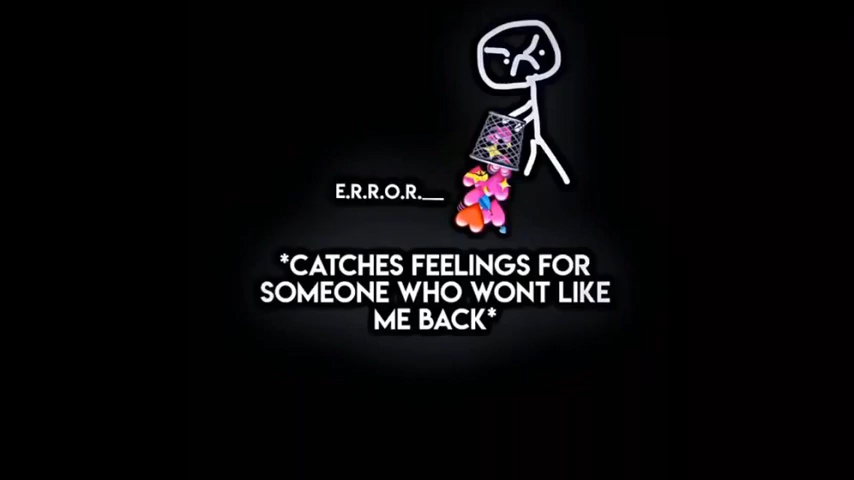 E.R.R.O.R.__
*CATCHES FEELINGS FOR
SOMEONE WHO WONT LIKE
ME BACK*